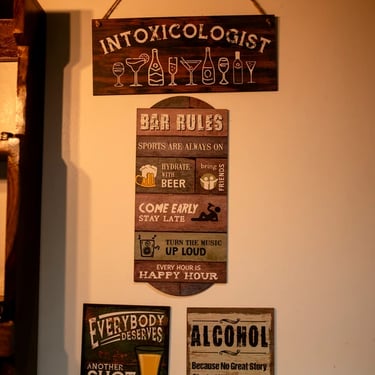 INTOXICOLOGIST
BAR RULES
SPORTS ARE ALWAYS ON
HYDRATE
WITH
BEER
bring
FRIENDS
COME EARLY
STAY LATE
TURN THE MUSIC
UP LOUD
EVERY HOUR IS
HAPPY HOUR
EVERYBODY
DESERVES
ANOTHER
SHOT
ALCOHOL
Because No Great Story